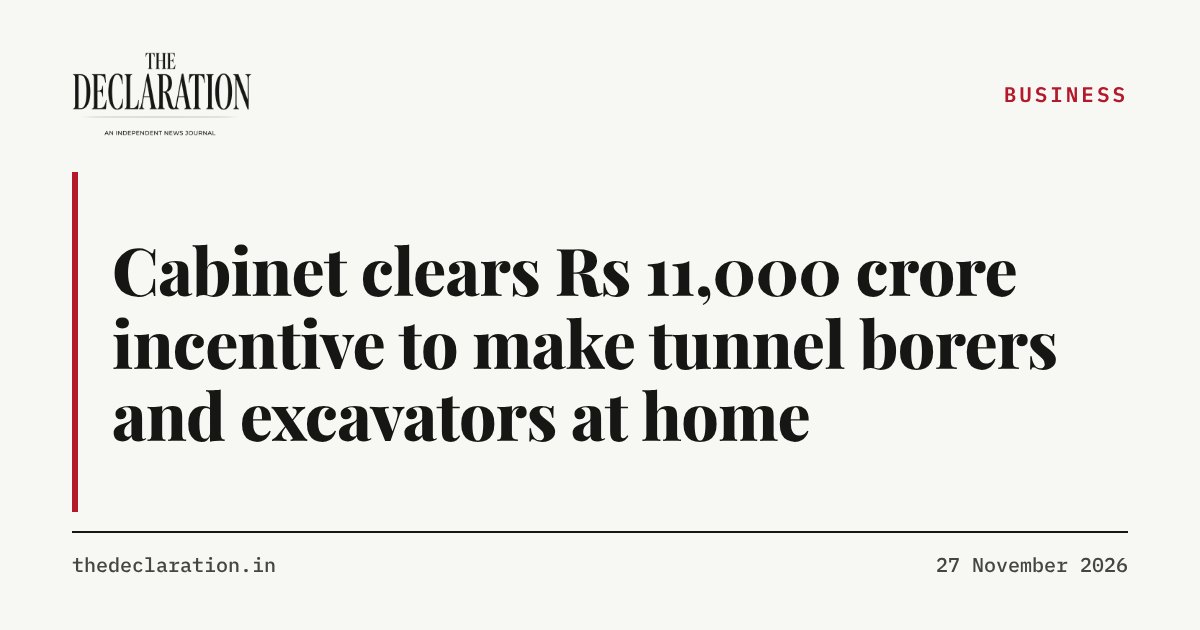 THE
DECLARATION
AN INDEPENDENT NEWS JOURNAL
BUSINESS
Cabinet clears Rs 11,000 crore
incentive to make tunnel borers
and excavators at home
thedeclaration.in
27 November 2026